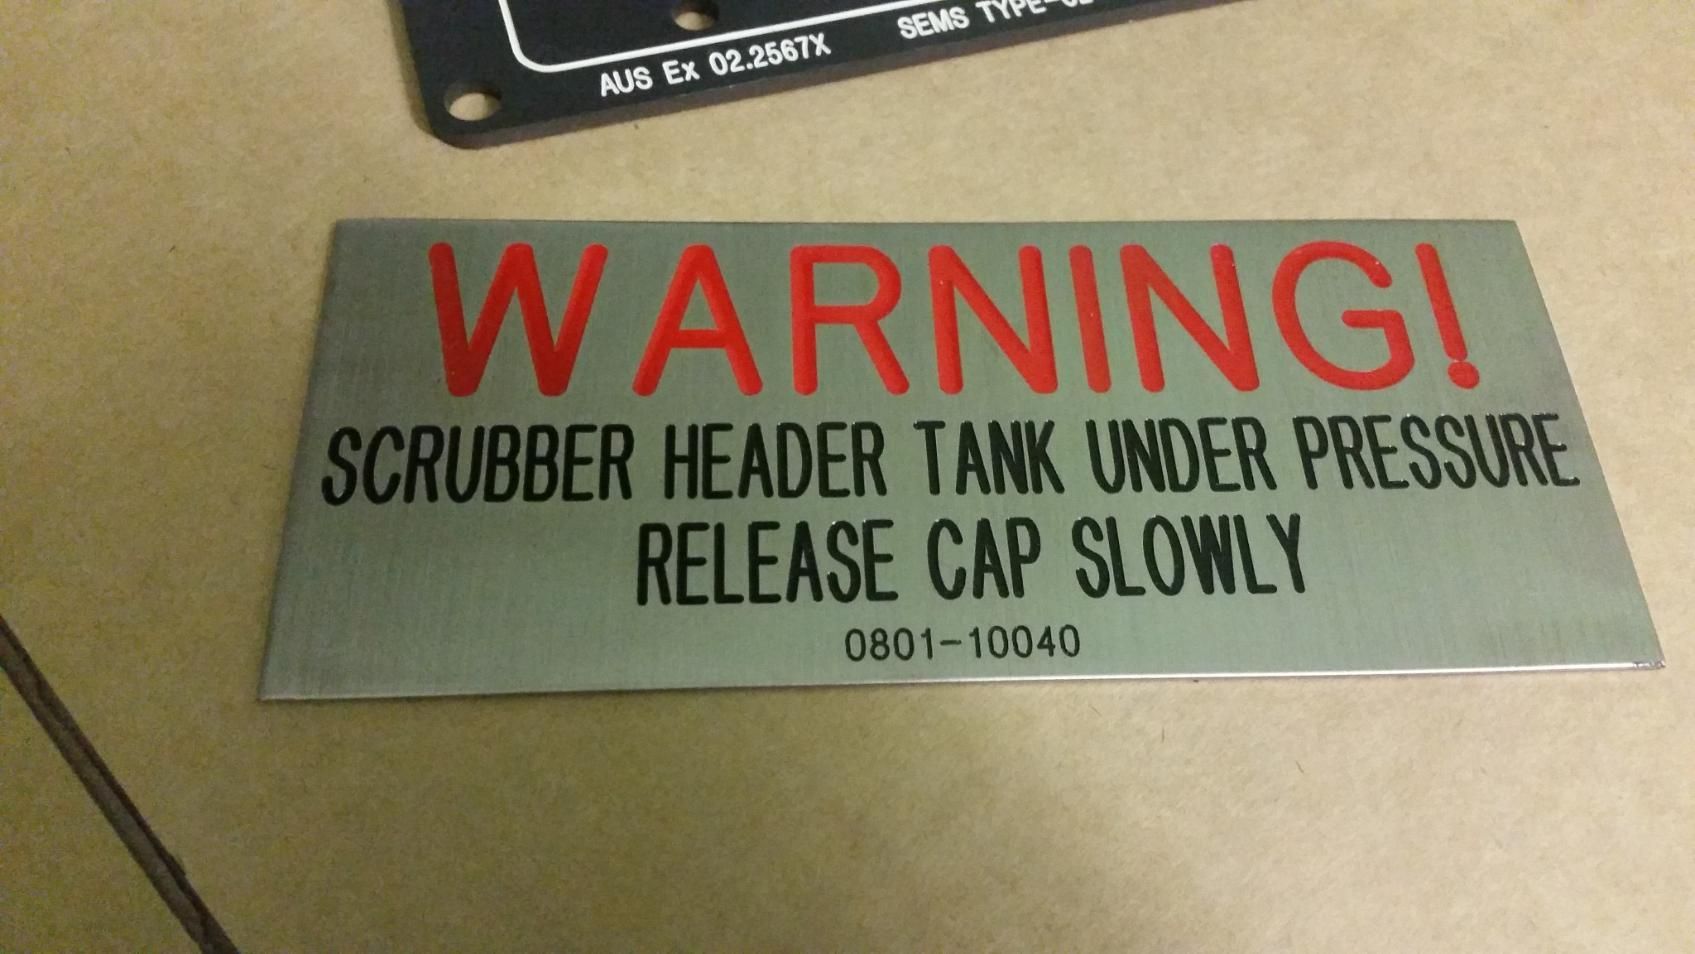 AUS Ex 02.2567X SEMS
WARNING!
SCRUBBER HEADER TANK UNDER PRESSURE
RELEASE CAP SLOWLY
0801-10040